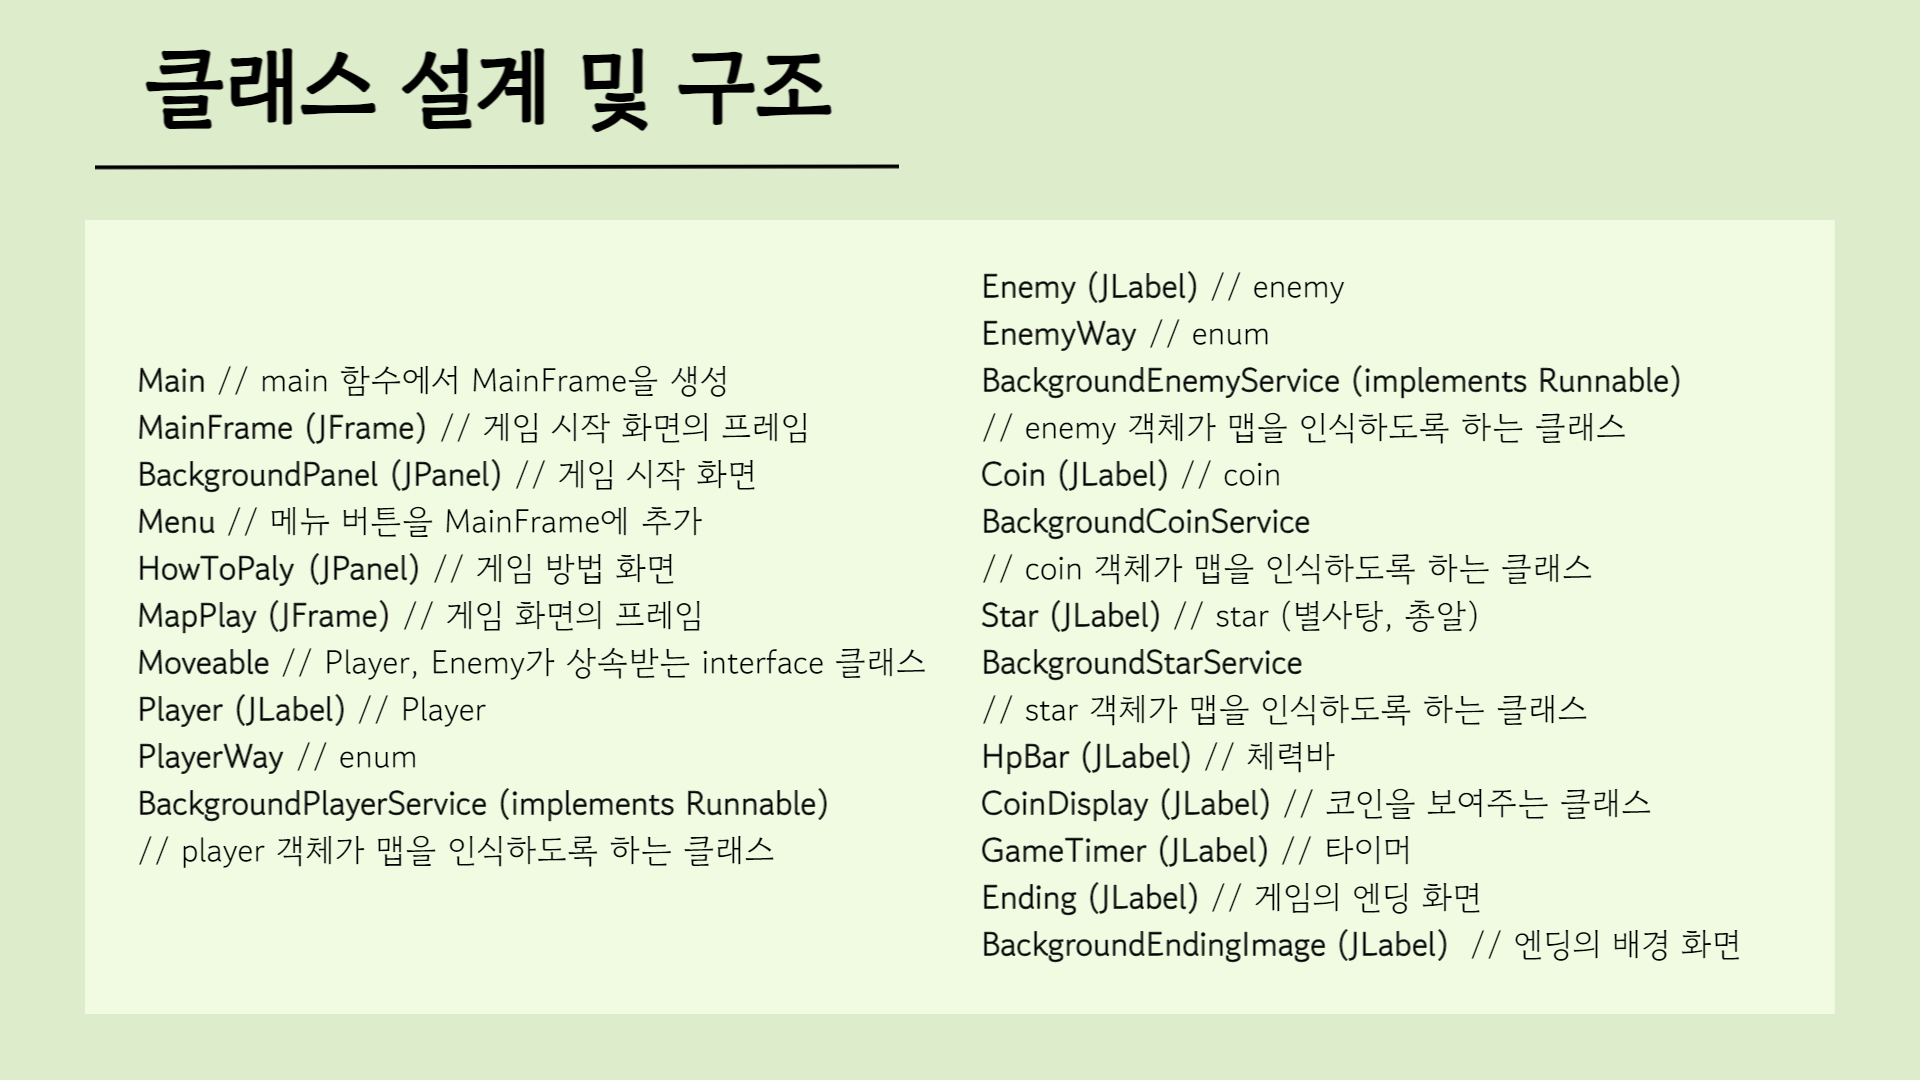 클래스 설계 및 구조
Main // main 함수에서 MainFrame을 생성
MainFrame (JFrame) // 게임 시작 화면의 프레임
BackgroundPanel (JPanel) // 게임 시작 화면
Menu // 메뉴 버튼을 MainFrame에 추가
HowToPaly (JPanel) // 게임 방법 화면
MapPlay (JFrame) // 게임 화면의 프레임
Moveable // Player, Enemy가 상속받는 interface 클래스
Player (JLabel) // Player
PlayerWay // enum
BackgroundPlayerService (implements Runnable)
// player 객체가 맵을 인식하도록 하는 클래스
Enemy (JLabel) // enemy
EnemyWay // enum
BackgroundEnemyService (implements Runnable)
// enemy 객체가 맵을 인식하도록 하는 클래스
Coin (JLabel) // coin
BackgroundCoinService
// coin 객체가 맵을 인식하도록 하는 클래스
Star (JLabel) // star (별사탕, 총알)
BackgroundStarService
// star 객체가 맵을 인식하도록 하는 클래스
HpBar (JLabel) // 체력바
CoinDisplay (JLabel) // 코인을 보여주는 클래스
GameTimer (JLabel) // 타이머
Ending (JLabel) // 게임의 엔딩 화면
BackgroundEndingImage (JLabel) // 엔딩의 배경 화면